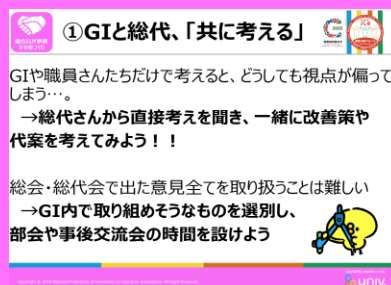 ①GIと総代、「共に考える」
GIや職員さんたちだけで考えると、どうしても視点が偏って
しまう…。
→総代さんから直接考えを聞き、一緒に改善策や
代案を考えてみよう！！
総会・総代会で出た意見全てを取り扱うことは難しい
→GI内で取り組めそうなものを選別し、
部会や事後交流会の時間を設けよう
UNIV.